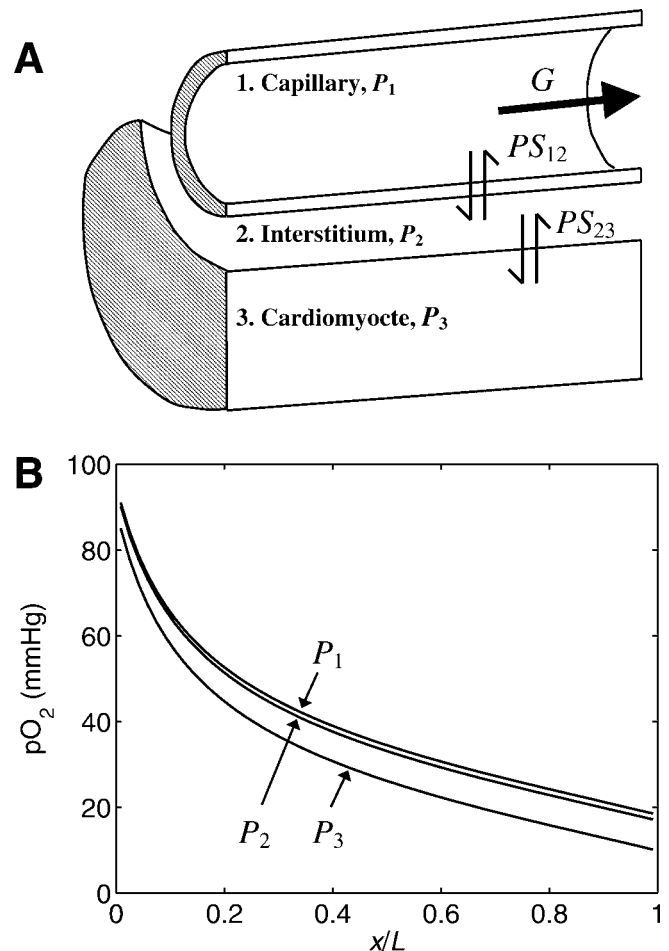 A
1. Capillary, P1
G
PS12
2. Interstitium, P2
PS23
3. Cardiomyocte, P3
B
100
80
60
40
20
0
pO2 (mmHg)
P1
P2
P3
0
0.2
0.4
0.6
0.8
1
x/L